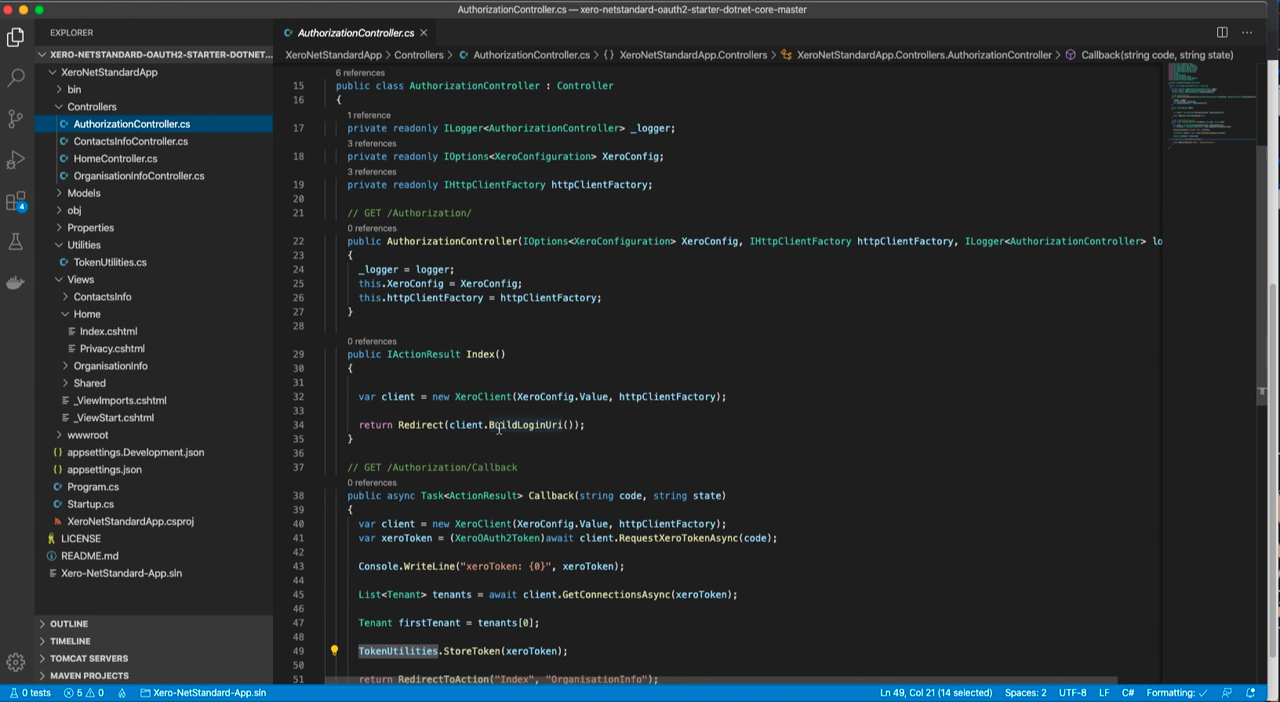 AuthorizationController.cs — xero-netstandard-oauth2-starter-dotnet-core-master
EXPLORER
XERO-NETSTANDARD-OAUTH2-STARTER-DOTNET...
XeroNetStandardApp
bin
Controllers
AuthorizationController.cs
ContactsInfoController.cs
HomeController.cs
OrganisationInfoController.cs
Models
obj
Properties
Utilities
TokenUtilities.cs
Views
ContactsInfo
Home
Index.cshtml
Privacy.cshtml
OrganisationInfo
Shared
_ViewImports.cshtml
_ViewStart.cshtml
wwwroot
{} appsettings.Development.json
{} appsettings.json
Program.cs
Startup.cs
XeroNetStandardApp.csproj
LICENSE
README.md
Xero-NetStandard-App.sln
OUTLINE
TIMELINE
TOMCAT SERVERS
MAVEN PROJECTS
4
AuthorizationController.cs
XeroNetStandardApp > Controllers > AuthorizationController.cs > {} XeroNetStandardApp.Controllers > XeroNetStandardApp.Controllers.AuthorizationController > Callback(string code, string state)
6 references
15 public class AuthorizationController : Controller
16 {
1 reference
17 private readonly ILogger<AuthorizationController> _logger;
3 references
18 private readonly IOptions<XeroConfiguration> XeroConfig;
3 references
19 private readonly IHttpClientFactory httpClientFactory;
20
21 // GET /Authorization/
0 references
22 public AuthorizationController(IOptions<XeroConfiguration> XeroConfig, IHttpClientFactory httpClientFactory, ILogger<AuthorizationController> lo
23 {
24 _logger = logger;
25 this.XeroConfig = XeroConfig;
26 this.httpClientFactory = httpClientFactory;
27 }
28
0 references
29 public IActionResult Index()
30 {
31
32 var client = new XeroClient(XeroConfig.Value, httpClientFactory);
33
34 return Redirect(client.BuildLoginUri());
35 }
36
37 // GET /Authorization/Callback
0 references
38 public async Task<ActionResult> Callback(string code, string state)
39 {
40 var client = new XeroClient(XeroConfig.Value, httpClientFactory);
41 var xeroToken = (XeroOAuth2Token)await client.RequestXeroTokenAsync(code);
42
43 Console.WriteLine("xeroToken: {0}", xeroToken);
44
45 List<Tenant> tenants = await client.GetConnectionsAsync(xeroToken);
46
47 Tenant firstTenant = tenants[0];
48
49 TokenUtilities.StoreToken(xeroToken);
50
51 return RedirectToAction("Index", "OrganisationInfo");
0 tests 5 0 Xero-NetStandard-App.sln Ln 49, Col 21 (14 selected) Spaces: 2 UTF-8 LF C# Formatting: ✓